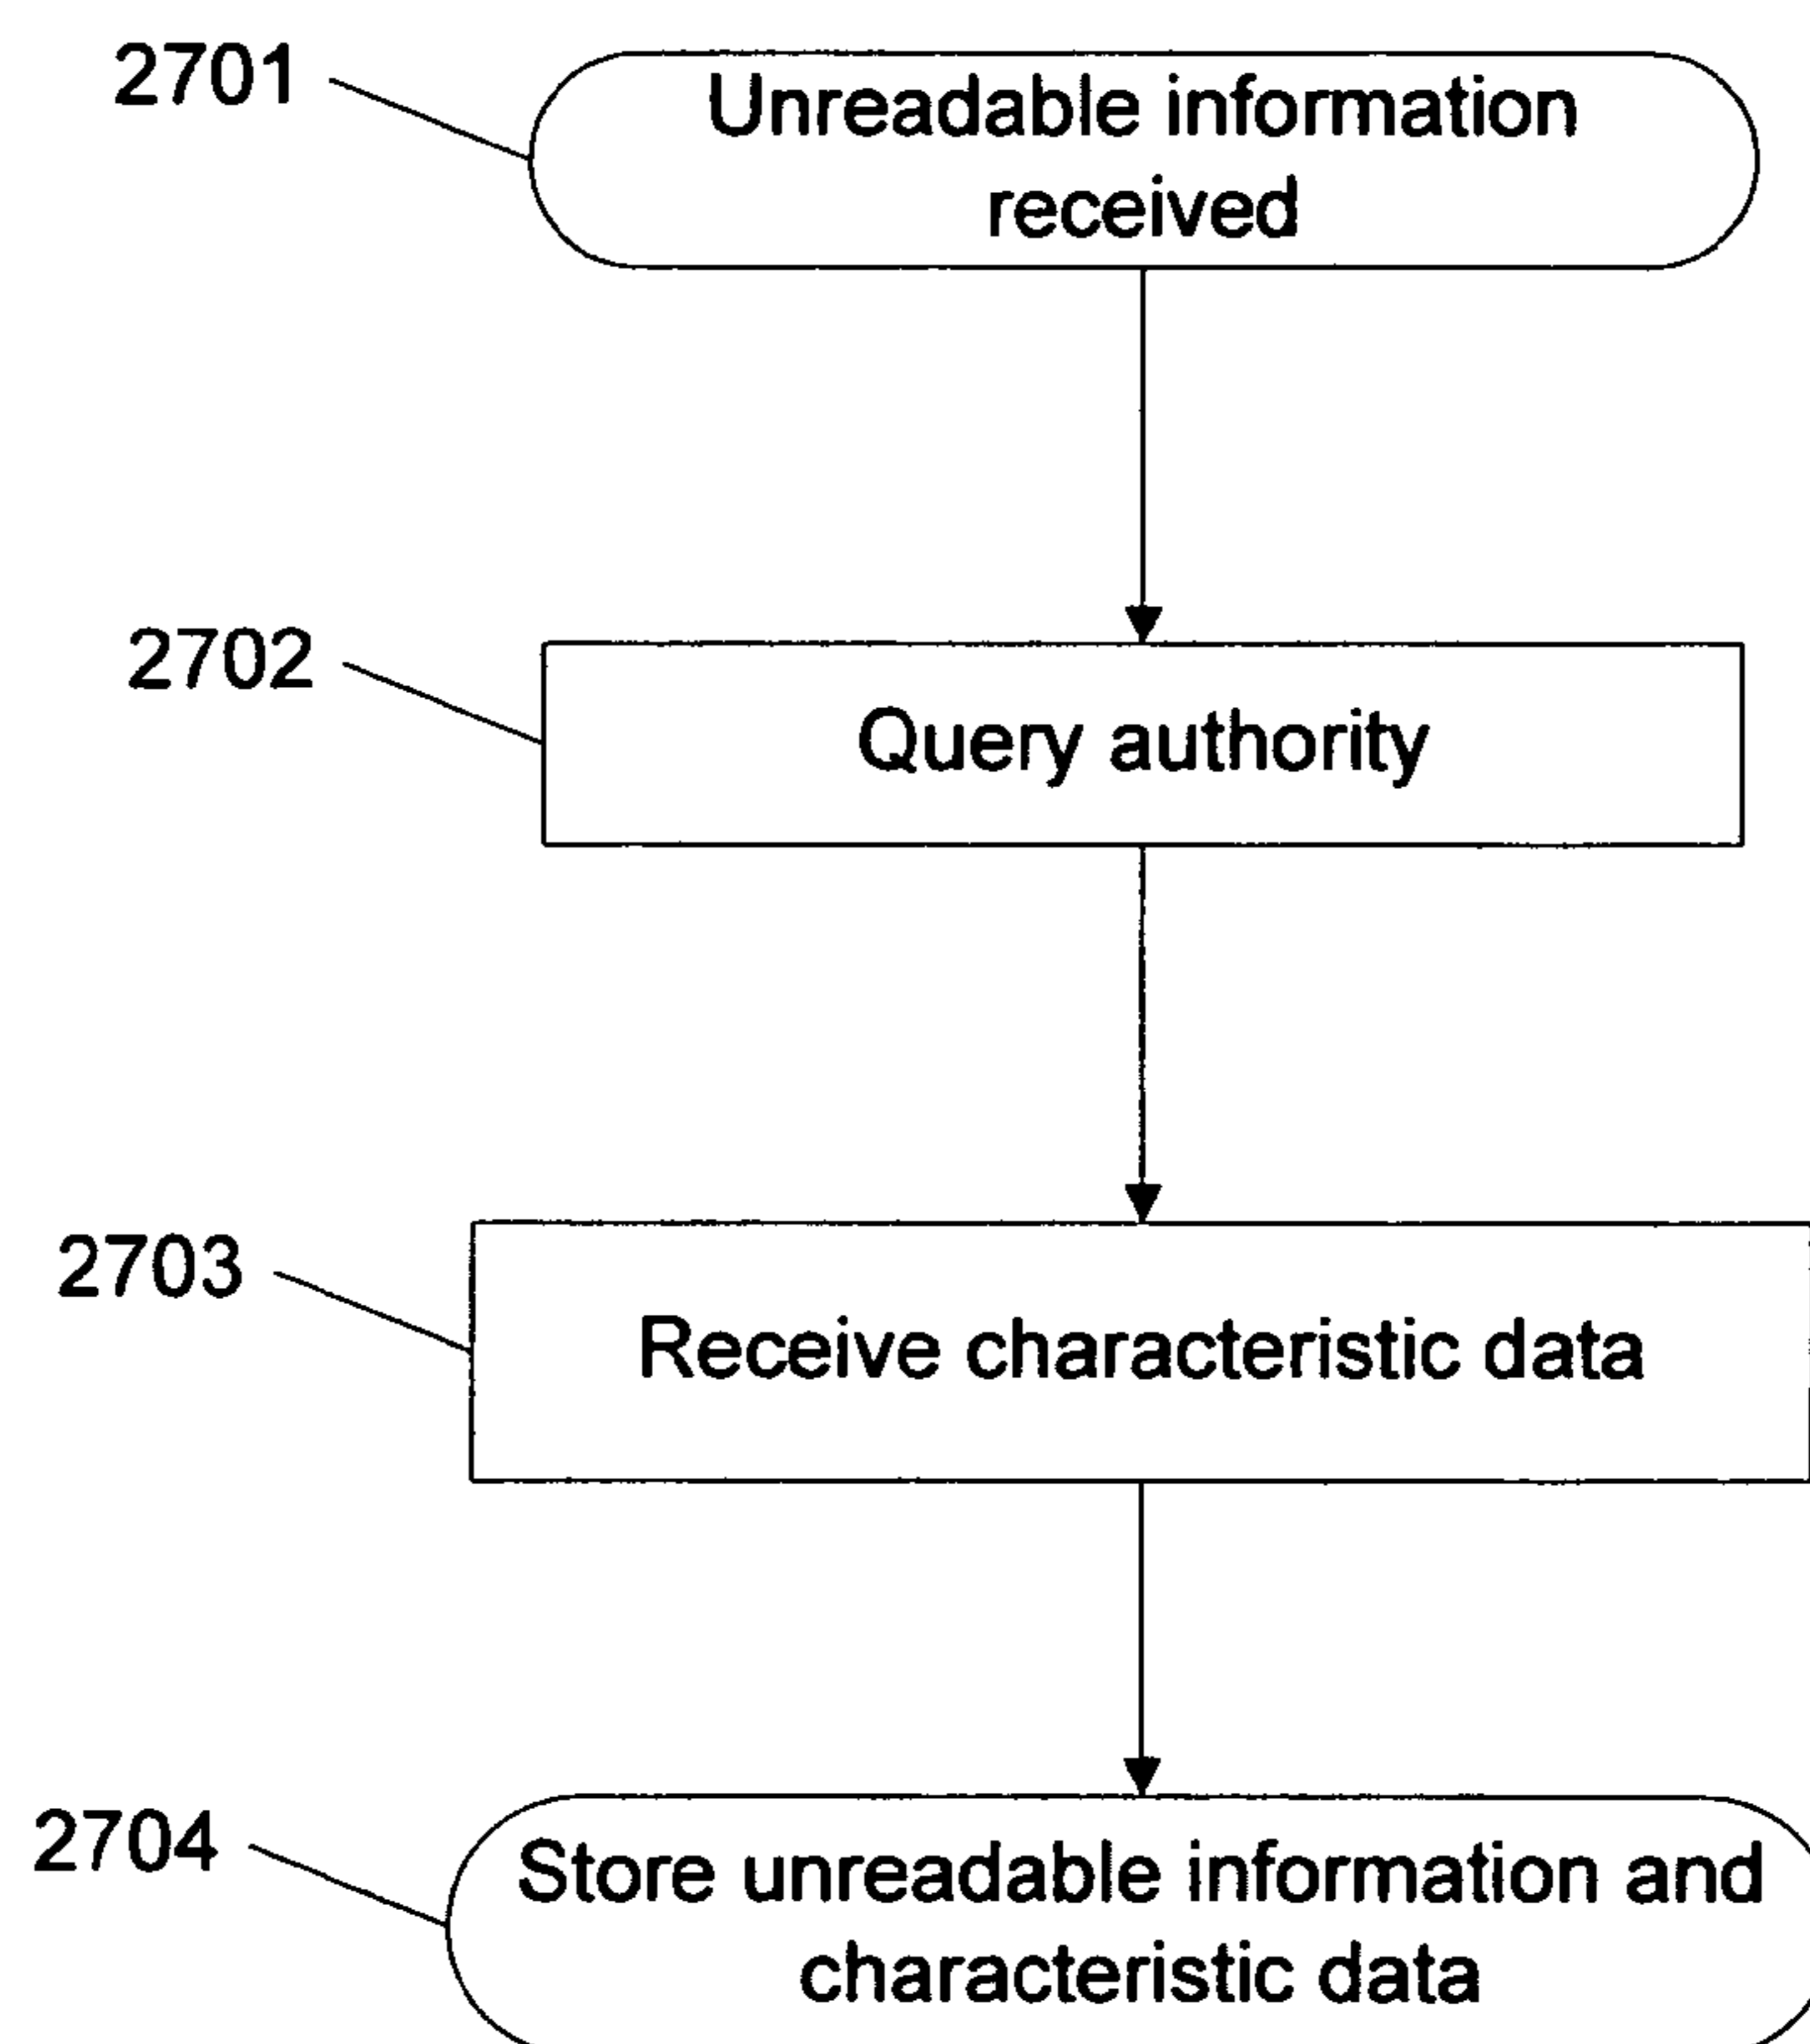 2701
Unreadable information
received
2702
Query authority
2703
Receive characteristic data
2704
Store unreadable information and
characteristic data